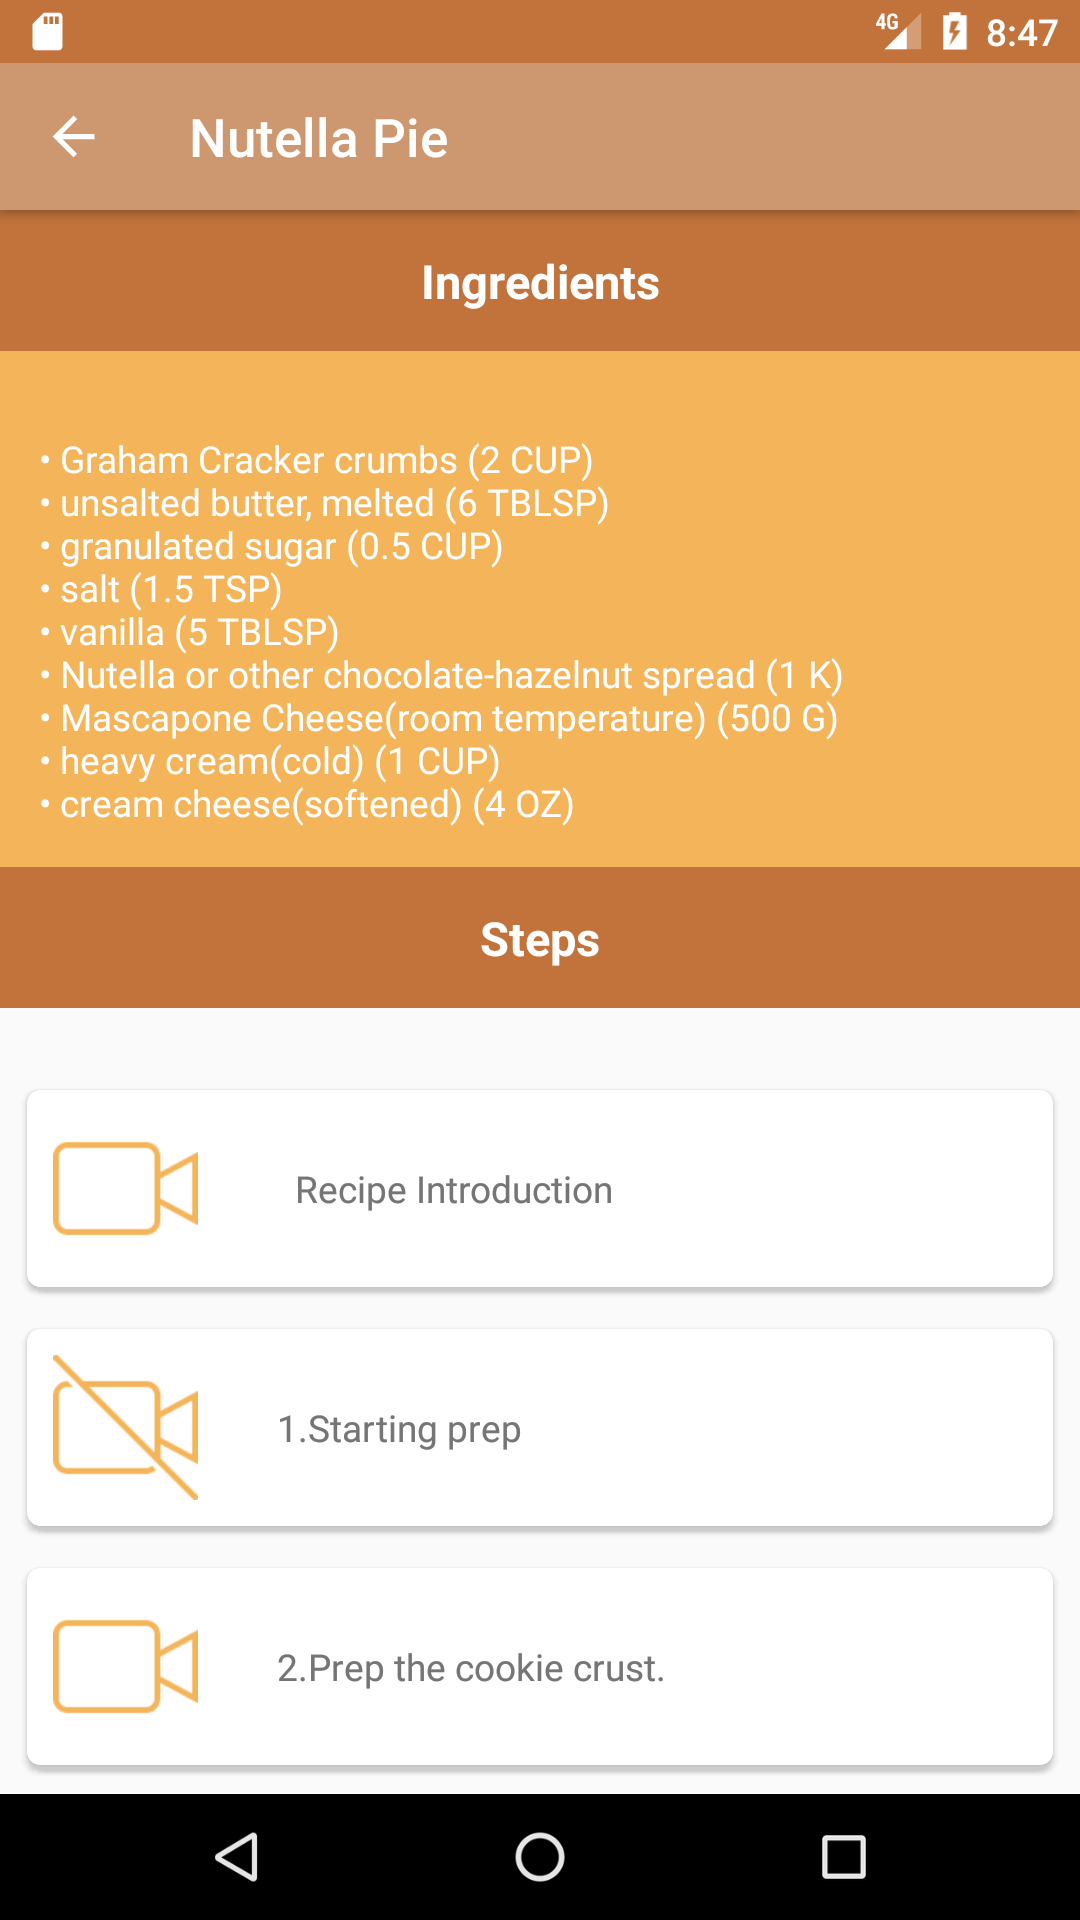 4G 8:47
Nutella Pie
Ingredients
• Graham Cracker crumbs (2 CUP)
• unsalted butter, melted (6 TBLSP)
• granulated sugar (0.5 CUP)
• salt (1.5 TSP)
• vanilla (5 TBLSP)
• Nutella or other chocolate-hazelnut spread (1 K)
• Mascapone Cheese(room temperature) (500 G)
• heavy cream(cold) (1 CUP)
• cream cheese(softened) (4 OZ)
Steps
Recipe Introduction
1.Starting prep
2.Prep the cookie crust.